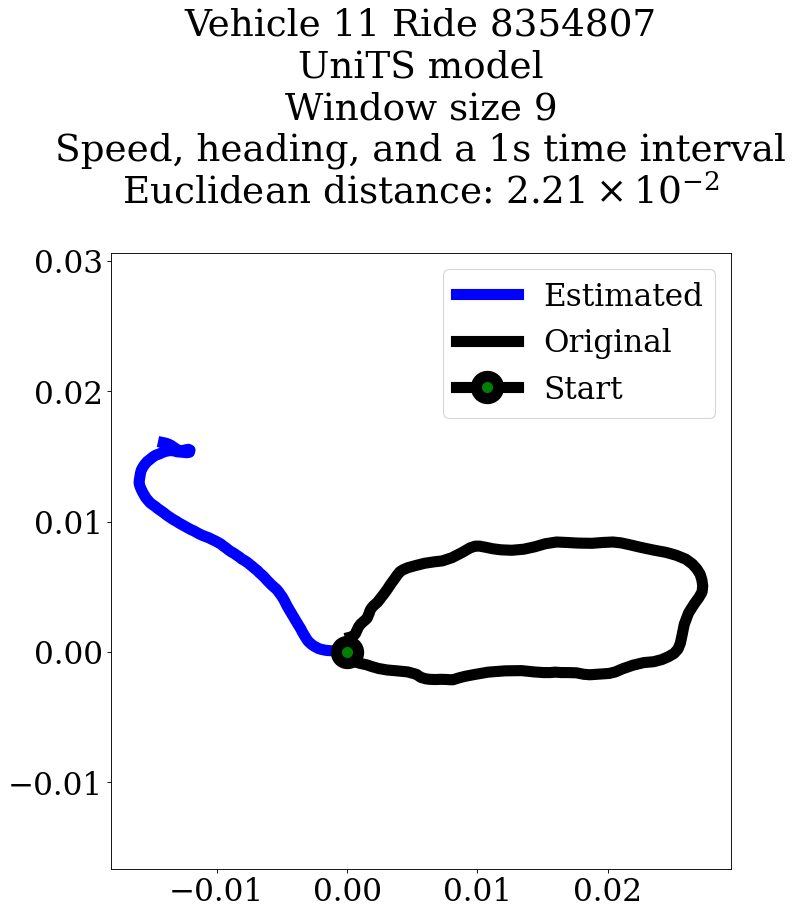 Vehicle 11 Ride 8354807
UniTS model
Window size 9
Speed, heading, and a 1s time interval
Euclidean distance: 2.21 × 10⁻²
0.03
0.02
0.01
0.00
−0.01
Estimated
Original
Start
−0.01 0.00 0.01 0.02